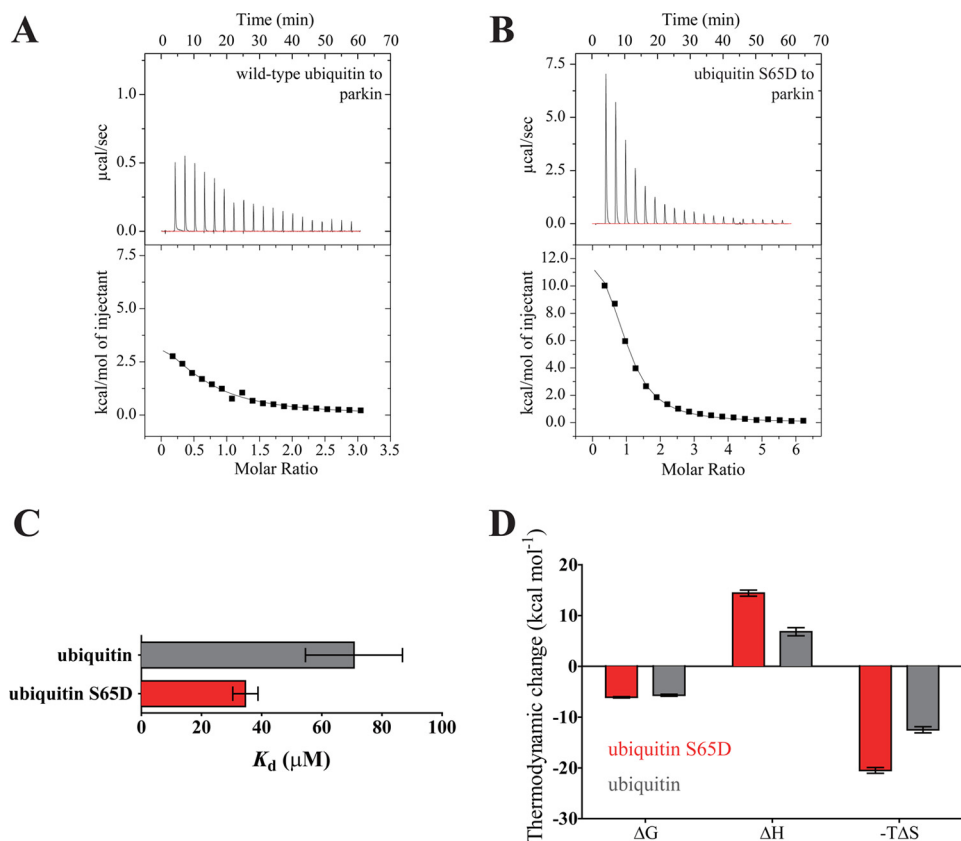 A
Time (min)
0 10 20 30 40 50 60 70
wild-type ubiquitin to
parkin
1.0
0.5
0.0
μcal/sec
7.5
5.0
2.5
0.0
kcal/mol of injectant
0.0 0.5 1.0 1.5 2.0 2.5 3.0 3.5
Molar Ratio
B
Time (min)
0 10 20 30 40 50 60 70
ubiquitin S65D to
parkin
7.5
5.0
2.5
0.0
μcal/sec
12.0
10.0
8.0
6.0
4.0
2.0
0.0
kcal/mol of injectant
0 1 2 3 4 5 6
Molar Ratio
C
ubiquitin
ubiquitin S65D
0 20 40 60 80 100
Kd (μM)
D
Thermodynamic change (kcal mol-1)
20
10
0
-10
-20
-30
ubiquitin S65D
ubiquitin
ΔG ΔH -TΔS